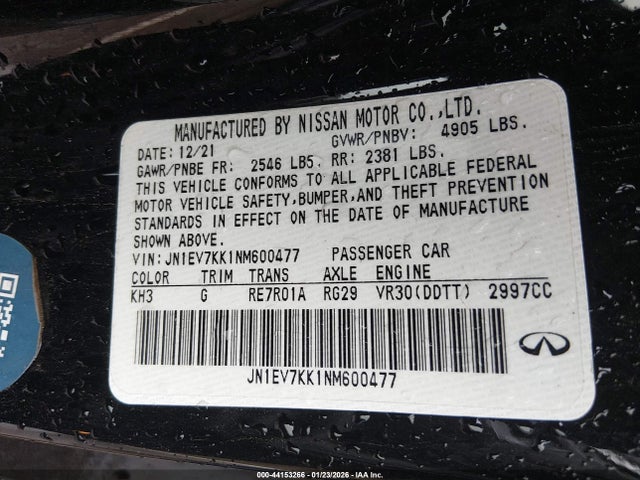 MANUFACTURED BY NISSAN MOTOR CO.,LTD.
DATE: 12/21 GVWR/PNBV: 4905 LBS.
GAWR/PNBE FR: 2546 LBS. RR: 2381 LBS.
THIS VEHICLE CONFORMS TO ALL APPLICABLE FEDERAL
MOTOR VEHICLE SAFETY,BUMPER,AND THEFT PREVENTION
STANDARDS IN EFFECT ON THE DATE OF MANUFACTURE
SHOWN ABOVE.
VIN: JN1EV7KK1NM600477 PASSENGER CAR
COLOR TRIM TRANS AXLE ENGINE
KH3 G RE7R01A RG29 VR30(DDTT) 2997CC
JN1EV7KK1NM600477
000-44153266 - 01/23/2026 - IAAI.COM